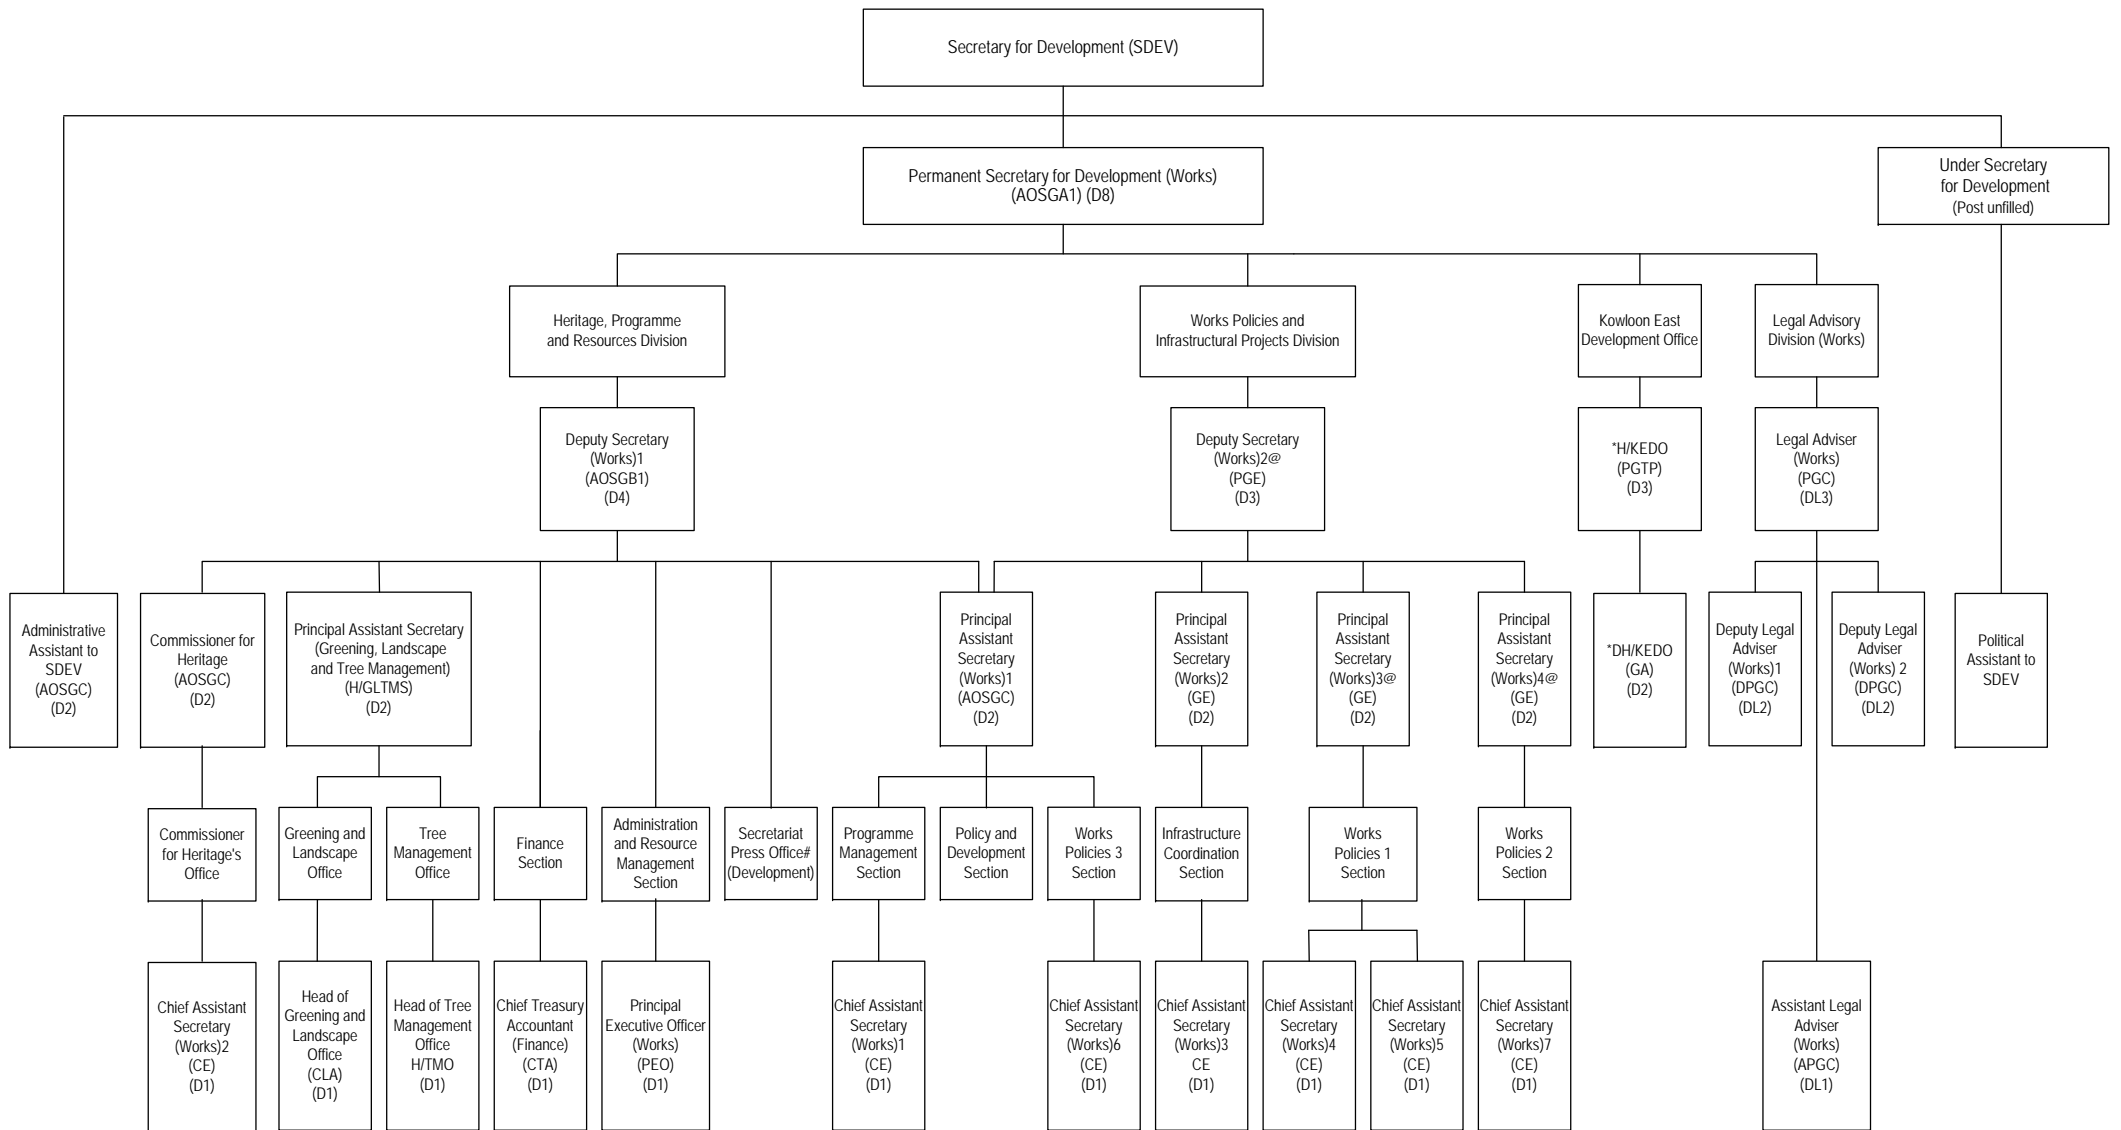 Secretary for Development (SDEV)
Permanent Secretary for Development (Works)
(AOSGA1) (D8)
Under Secretary
for Development
(Post unfilled)
Heritage, Programme
and Resources Division
Works Policies and
Infrastructural Projects Division
Kowloon East
Development Office
Legal Advisory
Division (Works)
Deputy Secretary
(Works)1
(AOSGB1)
(D4)
Deputy Secretary
(Works)2@
(PGE)
(D3)
*H/KEDO
(PGTP)
(D3)
Legal Adviser
(Works)
(PGC)
(DL3)
Administrative
Assistant to
SDEV
(AOSGC)
(D2)
Commissioner for
Heritage
(AOSGC)
(D2)
Principal Assistant Secretary
(Greening, Landscape
and Tree Management)
(H/GLTMS)
(D2)
Principal
Assistant
Secretary
(Works)1
(AOSGC)
(D2)
Principal
Assistant
Secretary
(Works)2
(GE)
(D2)
Principal
Assistant
Secretary
(Works)3@
(GE)
(D2)
Principal
Assistant
Secretary
(Works)4@
(GE)
(D2)
*DH/KEDO
(GA)
(D2)
Deputy Legal
Adviser
(Works)1
(DPGC)
(DL2)
Deputy Legal
Adviser
(Works) 2
(DPGC)
(DL2)
Political
Assistant to
SDEV
Commissioner
for Heritage's
Office
Greening and
Landscape
Office
Tree
Management
Office
Finance
Section
Administration
and Resource
Management
Section
Secretariat
Press Office#
(Development)
Programme
Management
Section
Policy and
Development
Section
Works
Policies 3
Section
Infrastructure
Coordination
Section
Works
Policies 1
Section
Works
Policies 2
Section
Chief Assistant
Secretary
(Works)2
(CE)
(D1)
Head of
Greening and
Landscape
Office
(CLA)
(D1)
Head of Tree
Management
Office
H/TMO
(D1)
Chief Treasury
Accountant
(Finance)
(CTA)
(D1)
Principal
Executive Officer
(Works)
(PEO)
(D1)
Chief Assistant
Secretary
(Works)1
(CE)
(D1)
Chief Assistant
Secretary
(Works)6
(CE)
(D1)
Chief Assistant
Secretary
(Works)3
CE
(D1)
Chief Assistant
Secretary
(Works)4
(CE)
(D1)
Chief Assistant
Secretary
(Works)5
(CE)
(D1)
Chief Assistant
Secretary
(Works)7
(CE)
(D1)
Assistant Legal
Adviser
(Works)
(APGC)
(DL1)